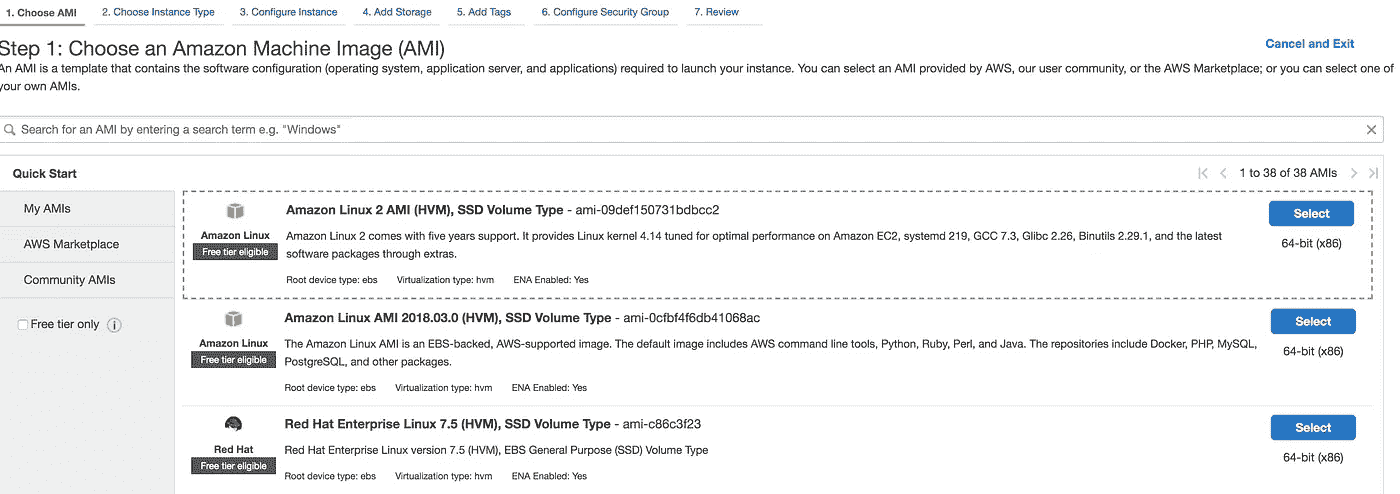 1. Choose AMI 2. Choose Instance Type 3. Configure Instance 4. Add Storage 5. Add Tags 6. Configure Security Group 7. Review
Step 1: Choose an Amazon Machine Image (AMI)
Cancel and Exit
An AMI is a template that contains the software configuration (operating system, application server, and applications) required to launch your instance. You can select an AMI provided by AWS, our user community, or the AWS Marketplace; or you can select one of
your own AMIs.
Search for an AMI by entering a search term e.g. "Windows"
Quick Start
1 to 38 of 38 AMIs
My AMIs
AWS Marketplace
Community AMIs
Free tier only
Amazon Linux
Free tier eligible
Amazon Linux 2 AMI (HVM), SSD Volume Type - ami-09def150731bdbcc2
Amazon Linux 2 comes with five years support. It provides Linux kernel 4.14 tuned for optimal performance on Amazon EC2, systemd 219, GCC 7.3, Glibc 2.26, Binutils 2.29.1, and the latest
software packages through extras.
Root device type: ebs Virtualization type: hvm ENA Enabled: Yes
Select
64-bit (x86)
Amazon Linux
Free tier eligible
Amazon Linux AMI 2018.03.0 (HVM), SSD Volume Type - ami-0cfbf4f6db41068ac
The Amazon Linux AMI is an EBS-backed, AWS-supported image. The default image includes AWS command line tools, Python, Ruby, Perl, and Java. The repositories include Docker, PHP, MySQL,
PostgreSQL, and other packages.
Root device type: ebs Virtualization type: hvm ENA Enabled: Yes
Select
64-bit (x86)
Red Hat
Free tier eligible
Red Hat Enterprise Linux 7.5 (HVM), SSD Volume Type - ami-c86c3f23
Red Hat Enterprise Linux version 7.5 (HVM), EBS General Purpose (SSD) Volume Type
Root device type: ebs Virtualization type: hvm ENA Enabled: Yes
Select
64-bit (x86)